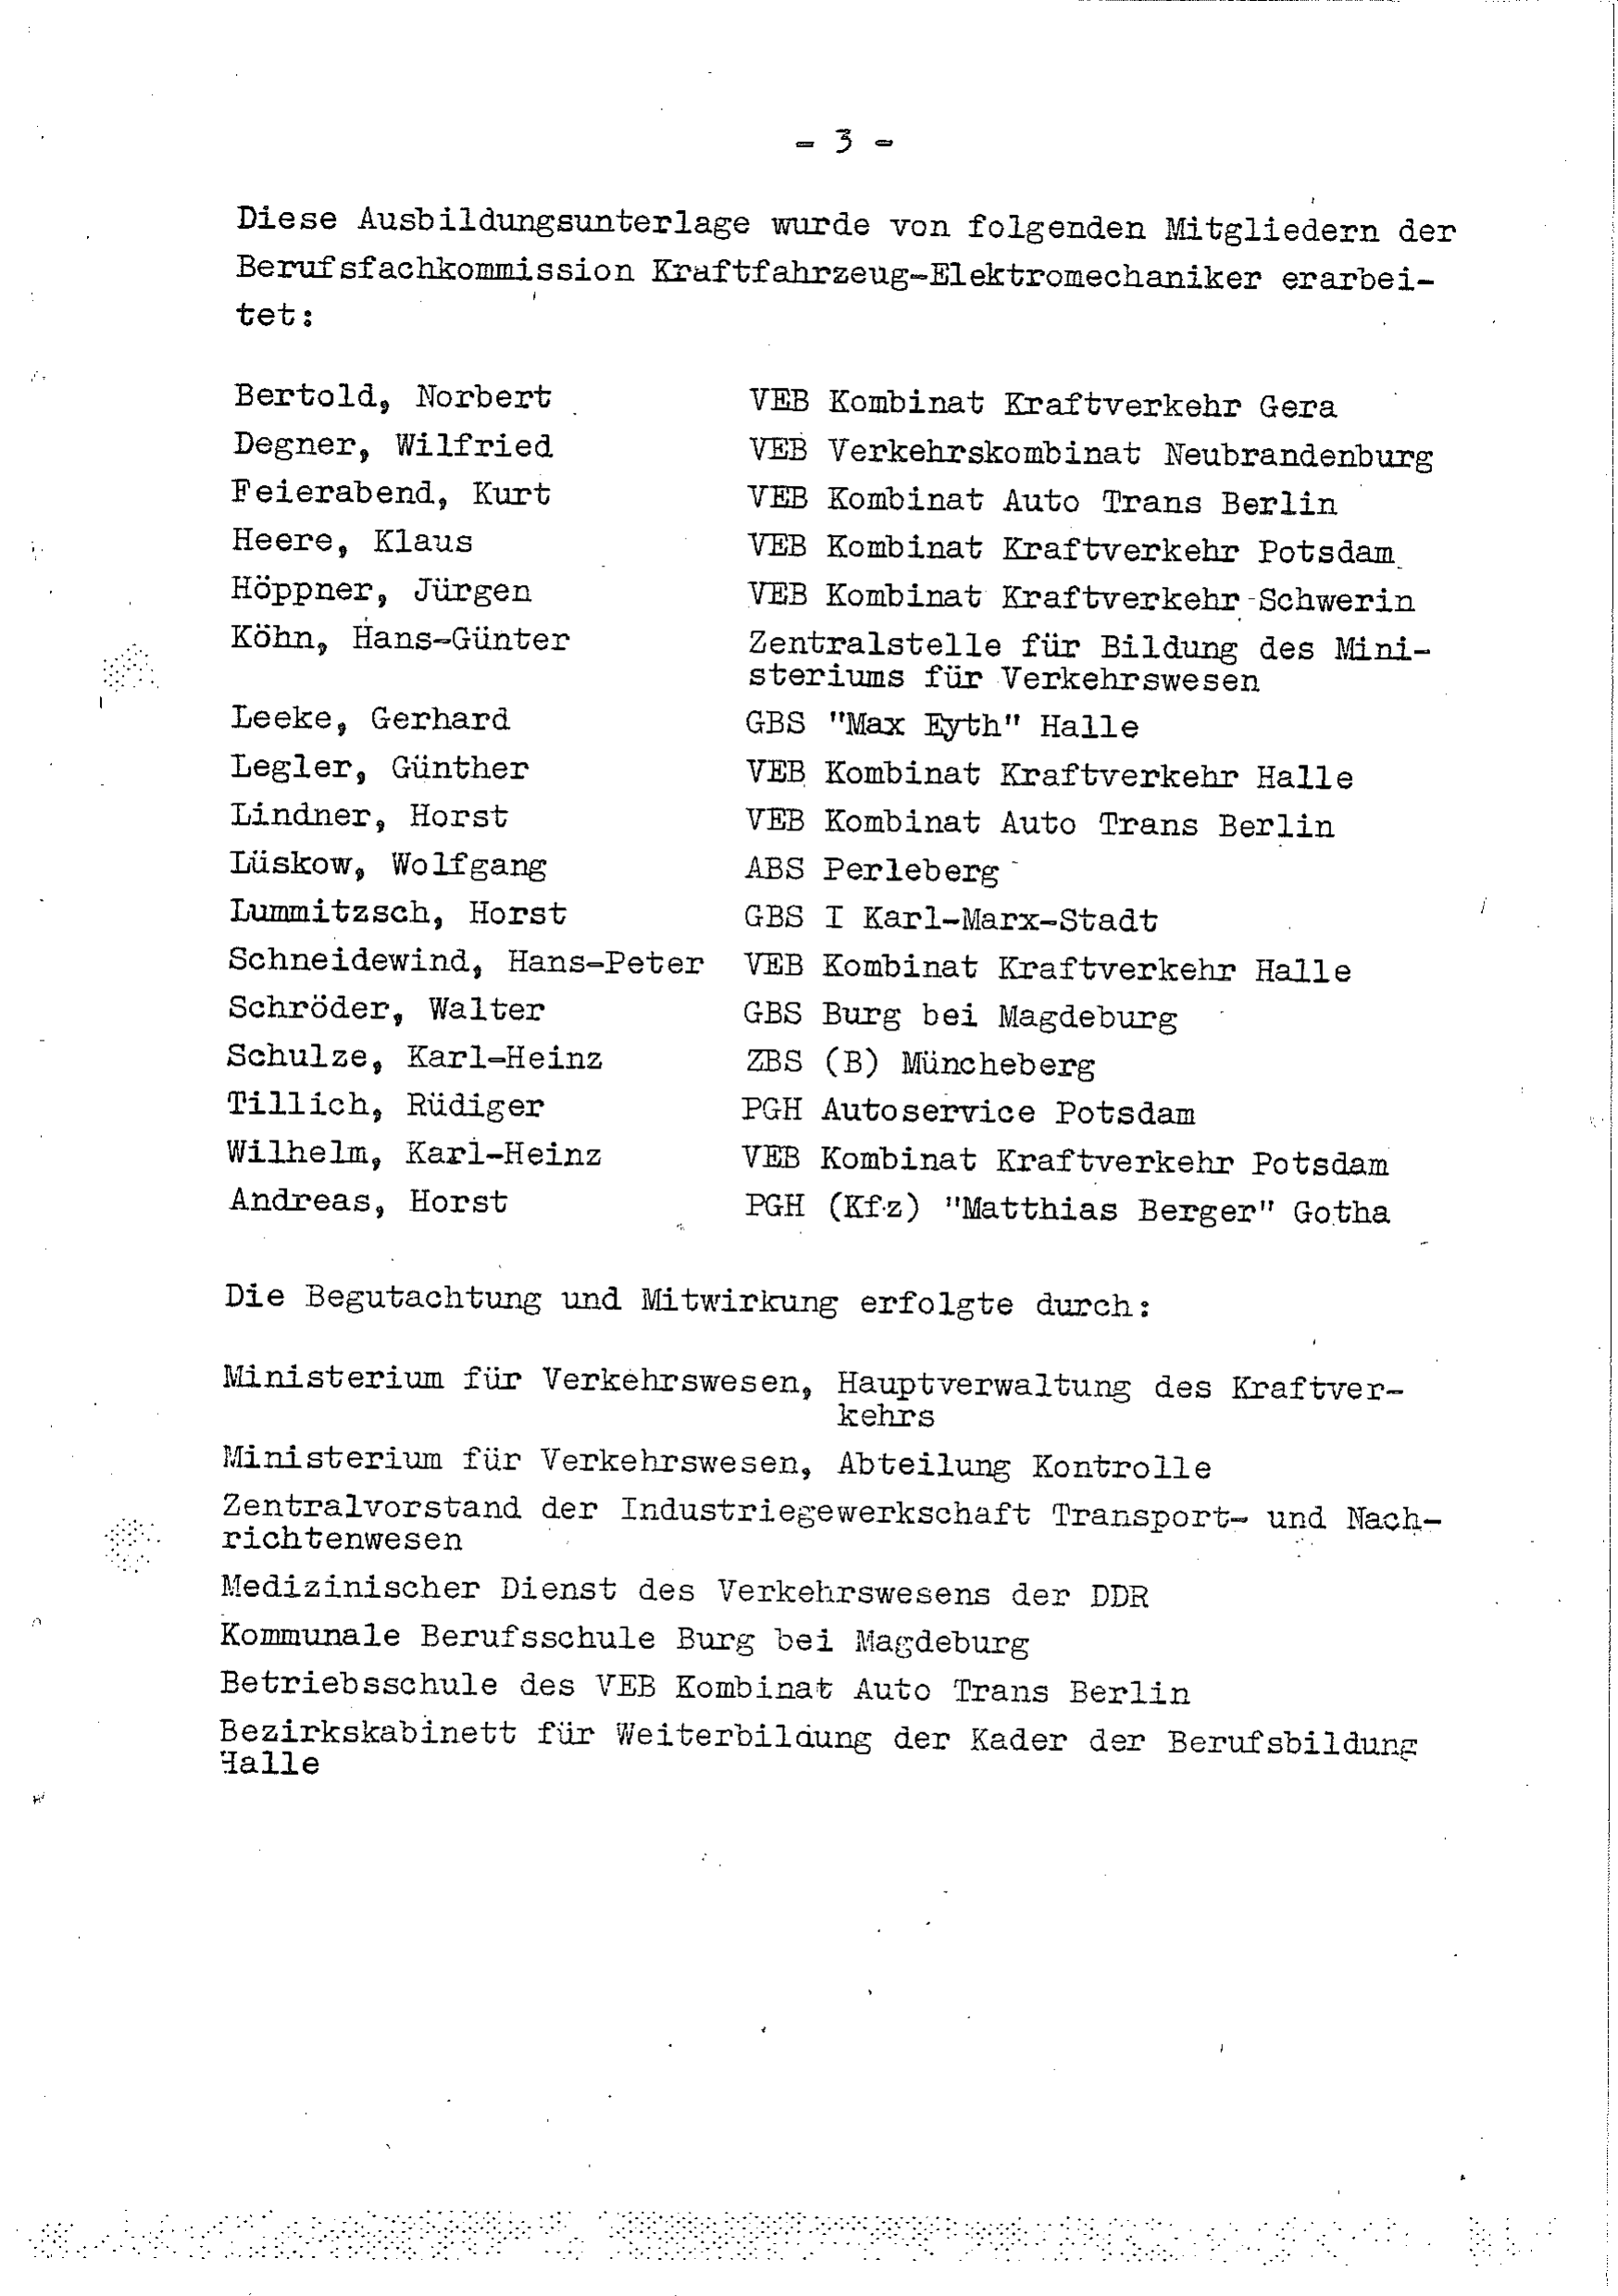 - 3 -
Diese Ausbildungsunterlage wurde von folgenden Mitgliedern der
Berufsfachkommission Kraftfahrzeug-Elektromechaniker erarbei-
tet:
Bertold, Norbert VEB Kombinat Kraftverkehr Gera
Degner, Wilfried VEB Verkehrskombinat Neubrandenburg
Feierabend, Kurt VEB Kombinat Auto Trans Berlin
Heere, Klaus VEB Kombinat Kraftverkehr Potsdam
Höppner, Jürgen VEB Kombinat Kraftverkehr Schwerin
Köhn, Hans-Günter Zentralstelle für Bildung des Mini-
steriums für Verkehrswesen
Leeke, Gerhard GBS "Max Eyth" Halle
Legler, Günther VEB Kombinat Kraftverkehr Halle
Lindner, Horst VEB Kombinat Auto Trans Berlin
Lüskow, Wolfgang ABS Perleberg
Lummitzsch, Horst GBS I Karl-Marx-Stadt
Schneidewind, Hans-Peter VEB Kombinat Kraftverkehr Halle
Schröder, Walter GBS Burg bei Magdeburg
Schulze, Karl-Heinz ZBS (B) Müncheberg
Tillich, Rüdiger PGH Autoservice Potsdam
Wilhelm, Karl-Heinz VEB Kombinat Kraftverkehr Potsdam
Andreas, Horst PGH (Kfz) "Matthias Berger" Gotha
Die Begutachtung und Mitwirkung erfolgte durch:
Ministerium für Verkehrswesen, Hauptverwaltung des Kraftver-
kehrs
Ministerium für Verkehrswesen, Abteilung Kontrolle
Zentralvorstand der Industriegewerkschaft Transport- und Nach-
richtenwesen
Medizinischer Dienst des Verkehrswesens der DDR
Kommunale Berufsschule Burg bei Magdeburg
Betriebsschule des VEB Kombinat Auto Trans Berlin
Bezirkskabinett für Weiterbildung der Kader der Berufsbildung
Halle